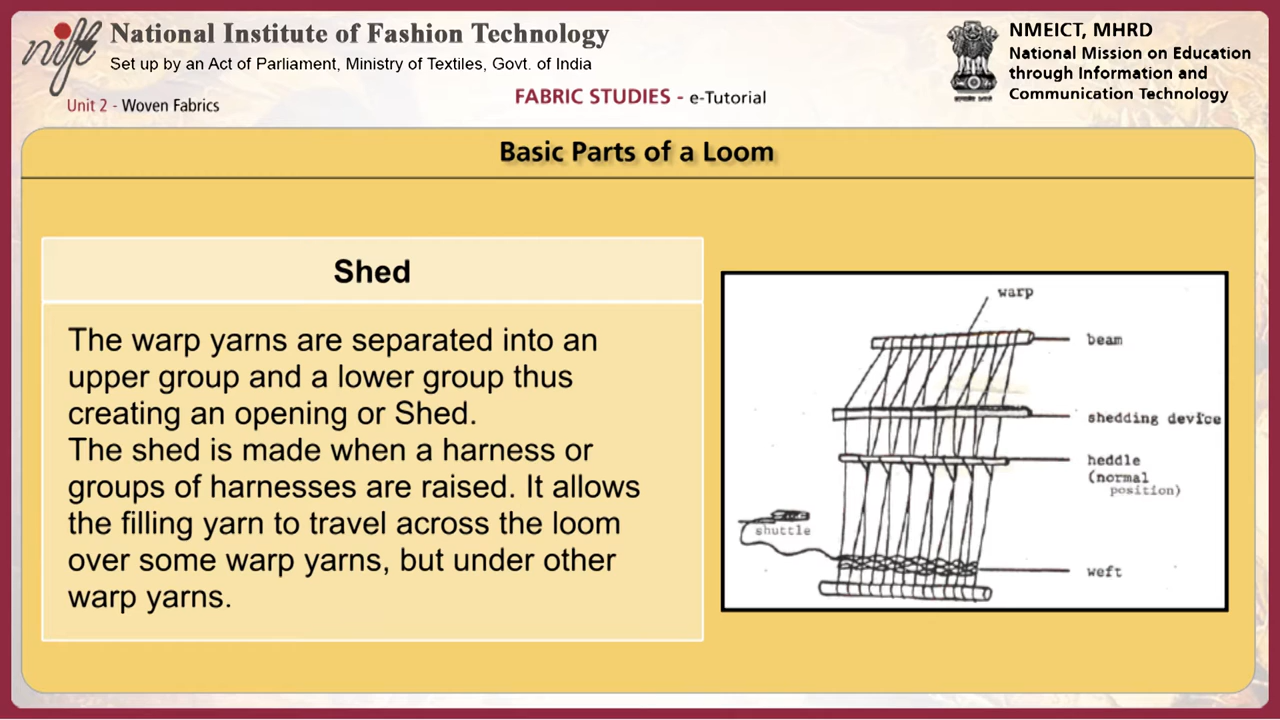 nift
National Institute of Fashion Technology
Set up by an Act of Parliament, Ministry of Textiles, Govt. of India
NMEICT, MHRD
National Mission on Education
through Information and
Communication Technology
Unit 2 - Woven Fabrics
FABRIC STUDIES - e-Tutorial
Basic Parts of a Loom
Shed
The warp yarns are separated into an
upper group and a lower group thus
creating an opening or Shed.
The shed is made when a harness or
groups of harnesses are raised. It allows
the filling yarn to travel across the loom
over some warp yarns, but under other
warp yarns.
warp
beam
shedding device
heddle
(normal
position)
shuttle
weft